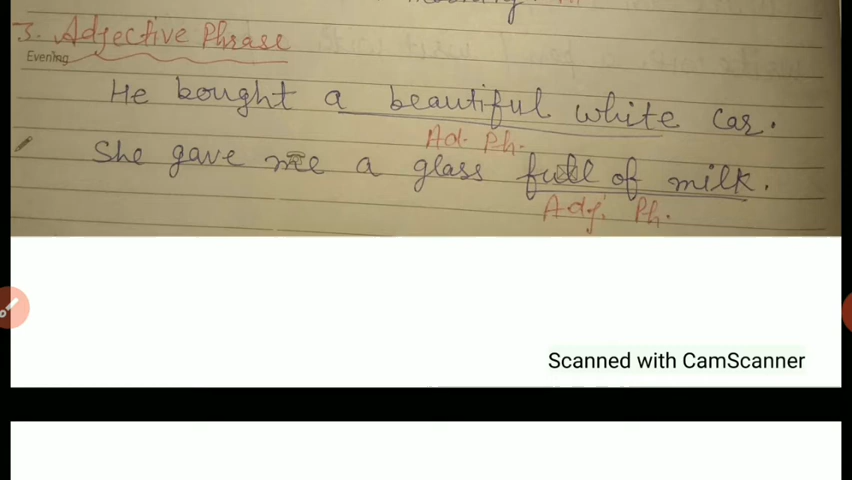 3. Adjective Phrase
Evening
He bought a beautiful white car.
Ad. Ph.
She gave me a glass full of milk.
Adj. Ph.
Scanned with CamScanner